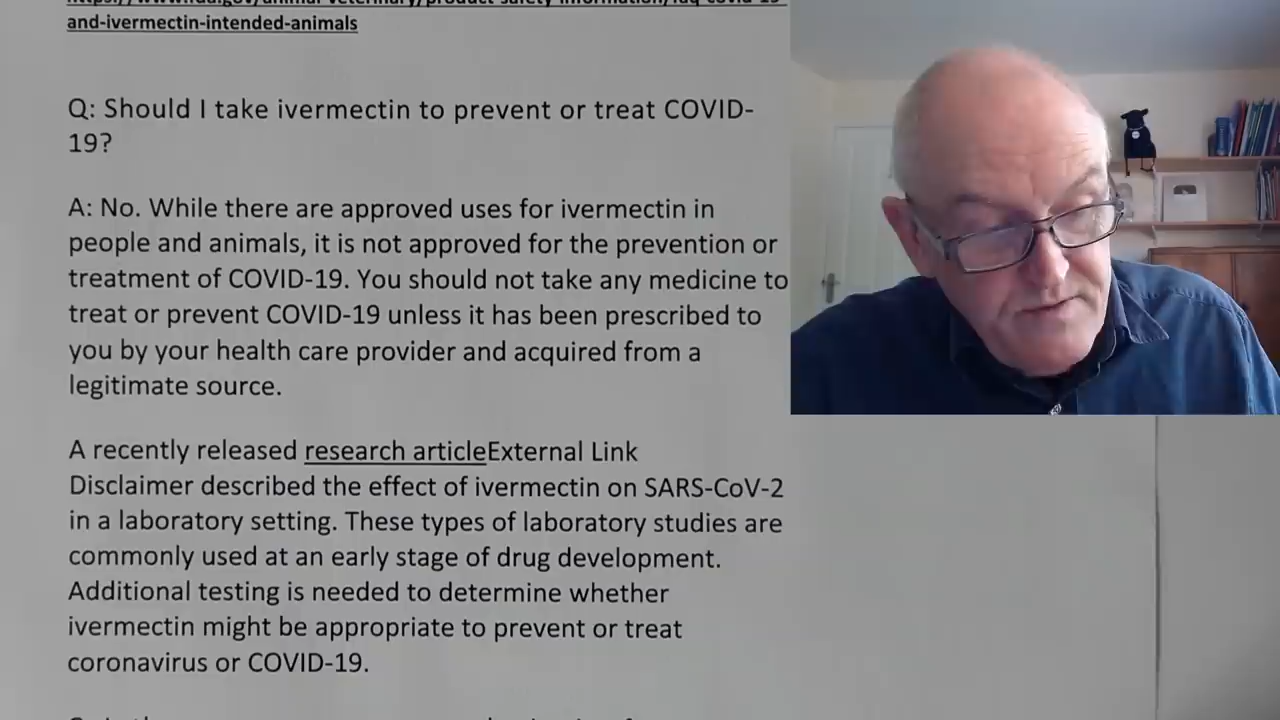 and-ivermectin-intended-animals
Q: Should I take ivermectin to prevent or treat COVID-
19?
A: No. While there are approved uses for ivermectin in
people and animals, it is not approved for the prevention or
treatment of COVID-19. You should not take any medicine to
treat or prevent COVID-19 unless it has been prescribed to
you by your health care provider and acquired from a
legitimate source.
A recently released research articleExternal Link
Disclaimer described the effect of ivermectin on SARS-CoV-2
in a laboratory setting. These types of laboratory studies are
commonly used at an early stage of drug development.
Additional testing is needed to determine whether
ivermectin might be appropriate to prevent or treat
coronavirus or COVID-19.